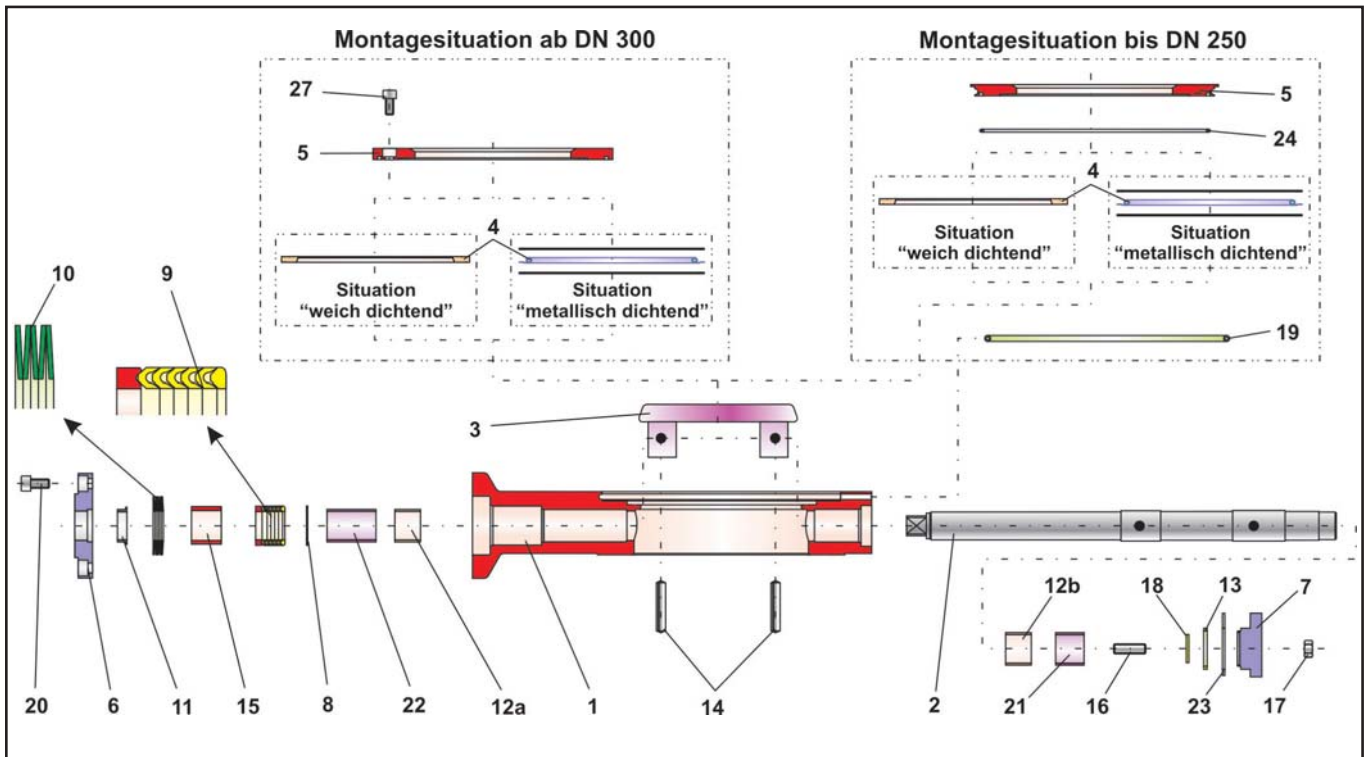 Montagesituation ab DN 300
Montagesituation bis DN 250
27
5
4
Situation
“weich dichtend”
Situation
“metallisch dichtend”
5
24
4
Situation
“weich dichtend”
Situation
“metallisch dichtend”
19
10
9
3
20
6
11
15
8
22
12a
1
14
2
12b
18
13
7
21
16
23
17